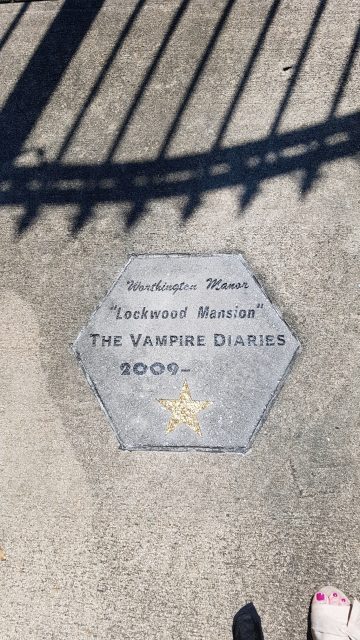 Worthington Manor
"Lockwood Mansion"
THE VAMPIRE DIARIES
2009-